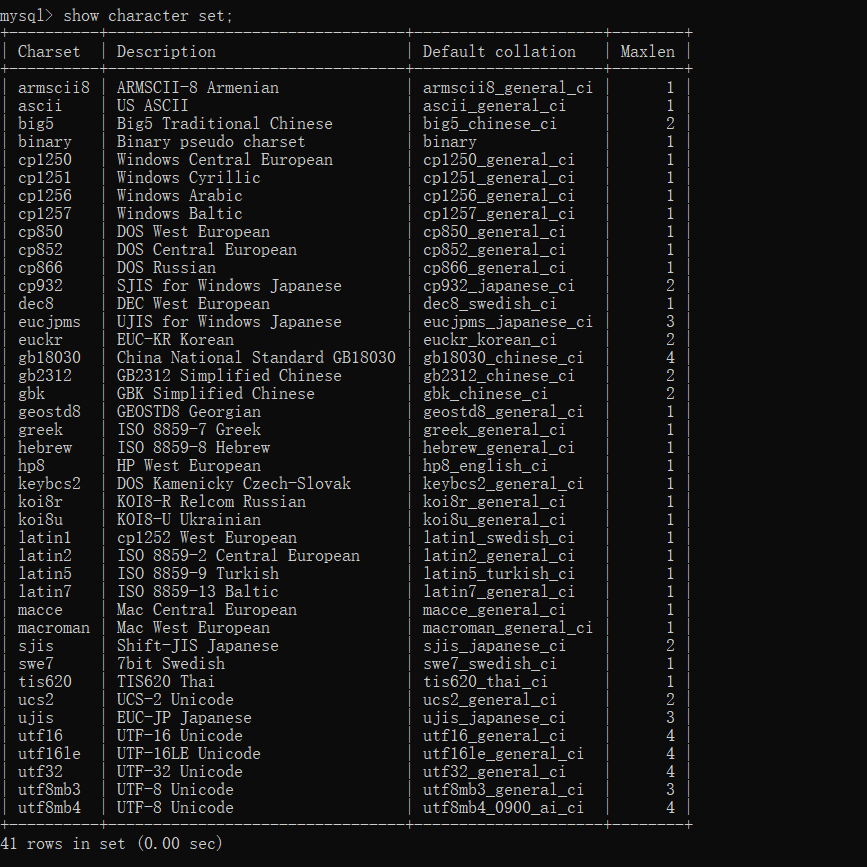 mysql> show character set;
+----------+---------------------------------+---------------------+--------+
| Charset | Description | Default collation | Maxlen |
+----------+---------------------------------+---------------------+--------+
| armscii8 | ARMSCII-8 Armenian | armscii8_general_ci | 1 |
| ascii | US ASCII | ascii_general_ci | 1 |
| big5 | Big5 Traditional Chinese | big5_chinese_ci | 2 |
| binary | Binary pseudo charset | binary | 1 |
| cp1250 | Windows Central European | cp1250_general_ci | 1 |
| cp1251 | Windows Cyrillic | cp1251_general_ci | 1 |
| cp1256 | Windows Arabic | cp1256_general_ci | 1 |
| cp1257 | Windows Baltic | cp1257_general_ci | 1 |
| cp850 | DOS West European | cp850_general_ci | 1 |
| cp852 | DOS Central European | cp852_general_ci | 1 |
| cp866 | DOS Russian | cp866_general_ci | 1 |
| cp932 | SJIS for Windows Japanese | cp932_japanese_ci | 2 |
| dec8 | DEC West European | dec8_swedish_ci | 1 |
| eucjpms | UJIS for Windows Japanese | eucjpms_japanese_ci | 3 |
| euckr | EUC-KR Korean | euckr_korean_ci | 2 |
| gb18030 | China National Standard GB18030 | gb18030_chinese_ci | 4 |
| gb2312 | GB2312 Simplified Chinese | gb2312_chinese_ci | 2 |
| gbk | GBK Simplified Chinese | gbk_chinese_ci | 2 |
| geostd8 | GEOSTD8 Georgian | geostd8_general_ci | 1 |
| greek | ISO 8859-7 Greek | greek_general_ci | 1 |
| hebrew | ISO 8859-8 Hebrew | hebrew_general_ci | 1 |
| hp8 | HP West European | hp8_english_ci | 1 |
| keybcs2 | DOS Kamenicky Czech-Slovak | keybcs2_general_ci | 1 |
| koi8r | KOI8-R Relcom Russian | koi8r_general_ci | 1 |
| koi8u | KOI8-U Ukrainian | koi8u_general_ci | 1 |
| latin1 | cp1252 West European | latin1_swedish_ci | 1 |
| latin2 | ISO 8859-2 Central European | latin2_general_ci | 1 |
| latin5 | ISO 8859-9 Turkish | latin5_turkish_ci | 1 |
| latin7 | ISO 8859-13 Baltic | latin7_general_ci | 1 |
| macce | Mac Central European | macce_general_ci | 1 |
| macroman | Mac West European | macroman_general_ci | 1 |
| sjis | Shift-JIS Japanese | sjis_japanese_ci | 2 |
| swe7 | 7bit Swedish | swe7_swedish_ci | 1 |
| tis620 | TIS620 Thai | tis620_thai_ci | 1 |
| ucs2 | UCS-2 Unicode | ucs2_general_ci | 2 |
| ujis | EUC-JP Japanese | ujis_japanese_ci | 3 |
| utf16 | UTF-16 Unicode | utf16_general_ci | 4 |
| utf16le | UTF-16LE Unicode | utf16le_general_ci | 4 |
| utf32 | UTF-32 Unicode | utf32_general_ci | 4 |
| utf8mb3 | UTF-8 Unicode | utf8mb3_general_ci | 3 |
| utf8mb4 | UTF-8 Unicode | utf8mb4_0900_ai_ci | 4 |
+----------+---------------------------------+---------------------+--------+
41 rows in set (0.00 sec)